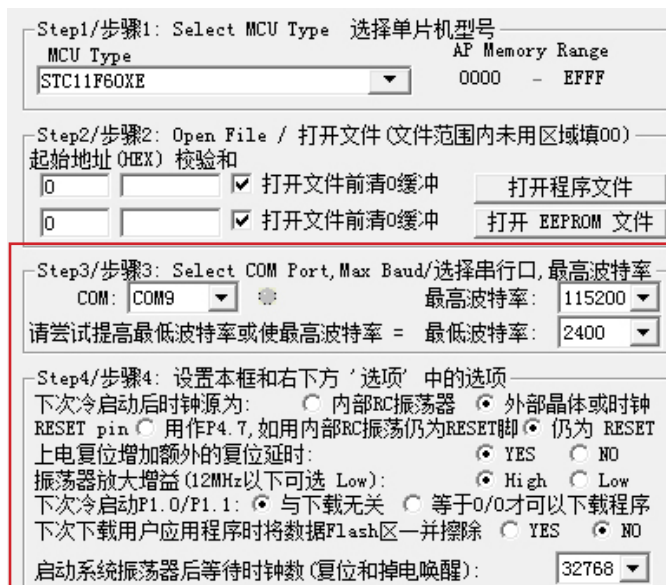 Step1/步骤1: Select MCU Type 选择单片机型号
MCU Type AP Memory Range
STC11F60XE 0000 - EFFF
Step2/步骤2: Open File / 打开文件(文件范围内未用区域填00)
起始地址(HEX) 校验和
0 打开文件前清0缓冲 打开程序文件
0 打开文件前清0缓冲 打开 EEPROM 文件
Step3/步骤3: Select COM Port,Max Baud/选择串行口,最高波特率
COM: COM9 最高波特率: 115200
请尝试提高最低波特率或使最高波特率 = 最低波特率: 2400
Step4/步骤4: 设置本框和右下方 '选项' 中的选项
下次冷启动后时钟源为: 内部RC振荡器 外部晶体或时钟
RESET pin 用作P4.7,如用内部RC振荡仍为RESET脚 仍为 RESET
上电复位增加额外的复位延时: YES NO
振荡器放大增益(12MHz以下可选 Low): High Low
下次冷启动P1.0/P1.1: 与下载无关 等于0/0才可以下载程序
下次下载用户应用程序时将数据Flash区一并擦除 YES NO
启动系统振荡器后等待时钟数(复位和掉电唤醒): 32768